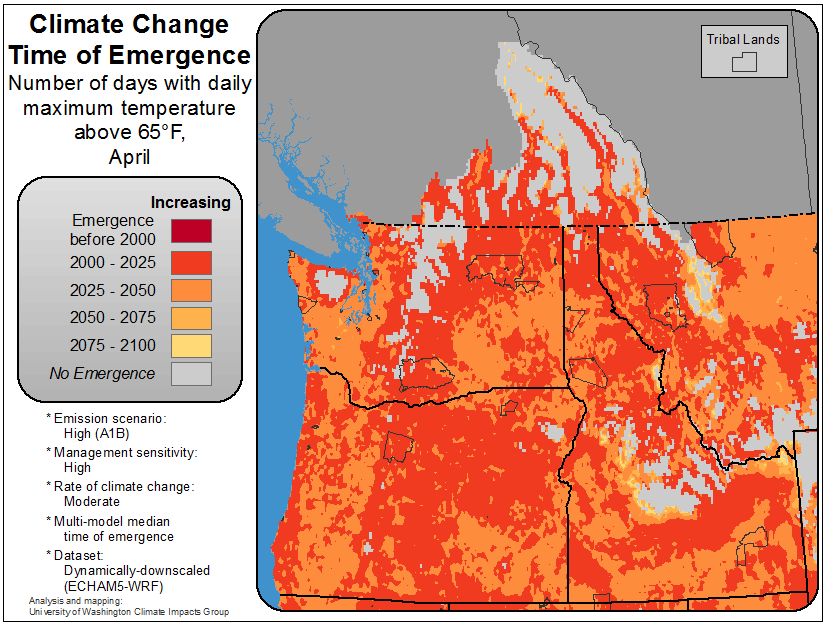 Climate Change
Time of Emergence
Number of days with daily
maximum temperature
above 65°F,
April
Increasing
Emergence
before 2000
2000 - 2025
2025 - 2050
2050 - 2075
2075 - 2100
No Emergence
* Emission scenario:
High (A1B)
* Management sensitivity:
High
* Rate of climate change:
Moderate
* Multi-model median
time of emergence
* Dataset:
Dynamically-downscaled
(ECHAM5-WRF)
Analysis and mapping:
University of Washington Climate Impacts Group
Tribal Lands